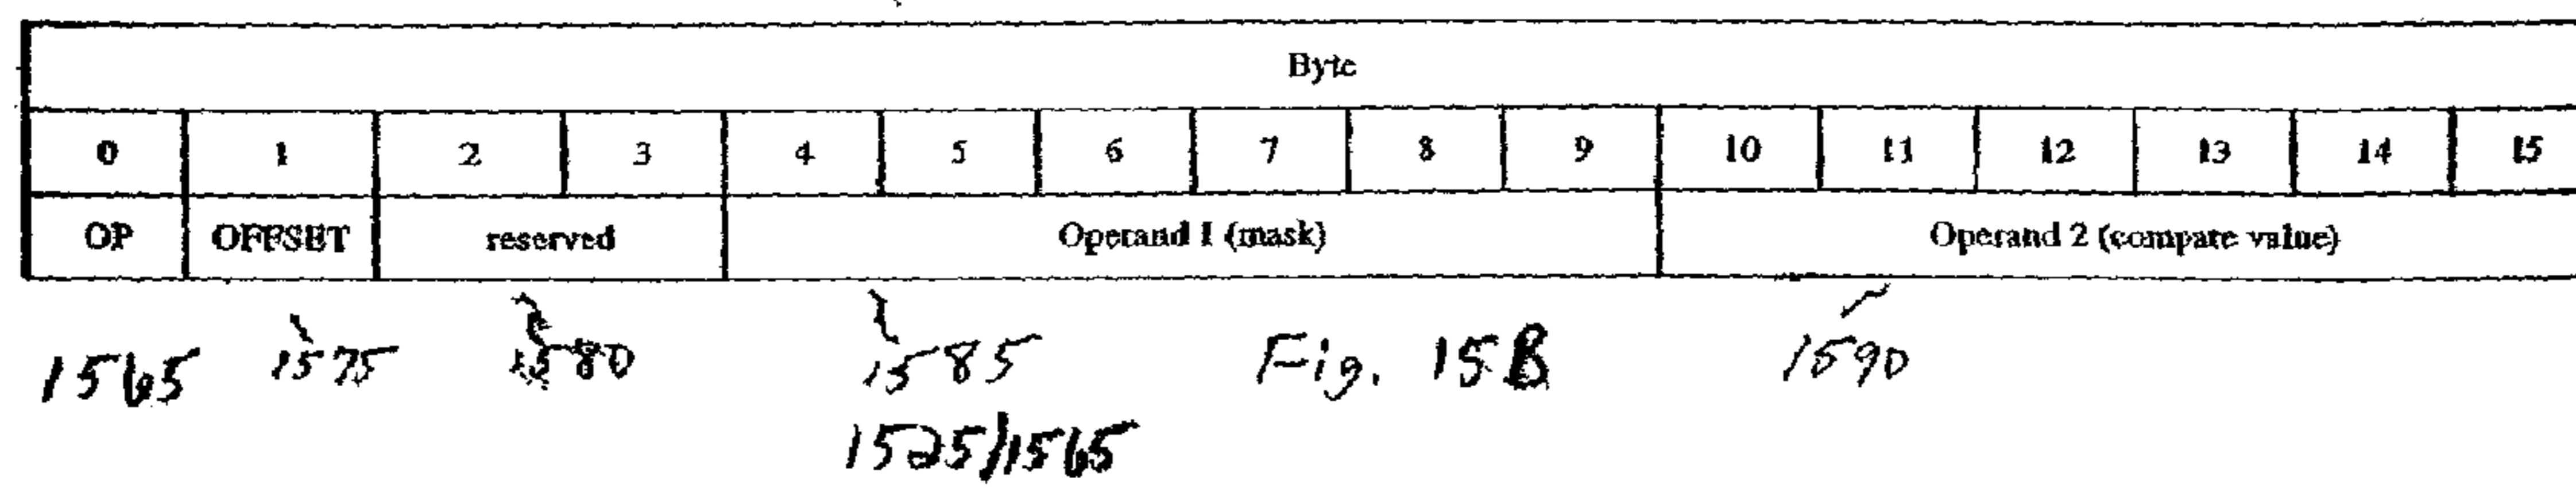 Byte
0 1 2 3 4 5 6 7 8 9 10 11 12 13 14 15
OP OFFSET reserved Operand 1 (mask) Operand 2 (compare value)
1565 1575 1580 1585 Fig. 15B 1590
1525/1565